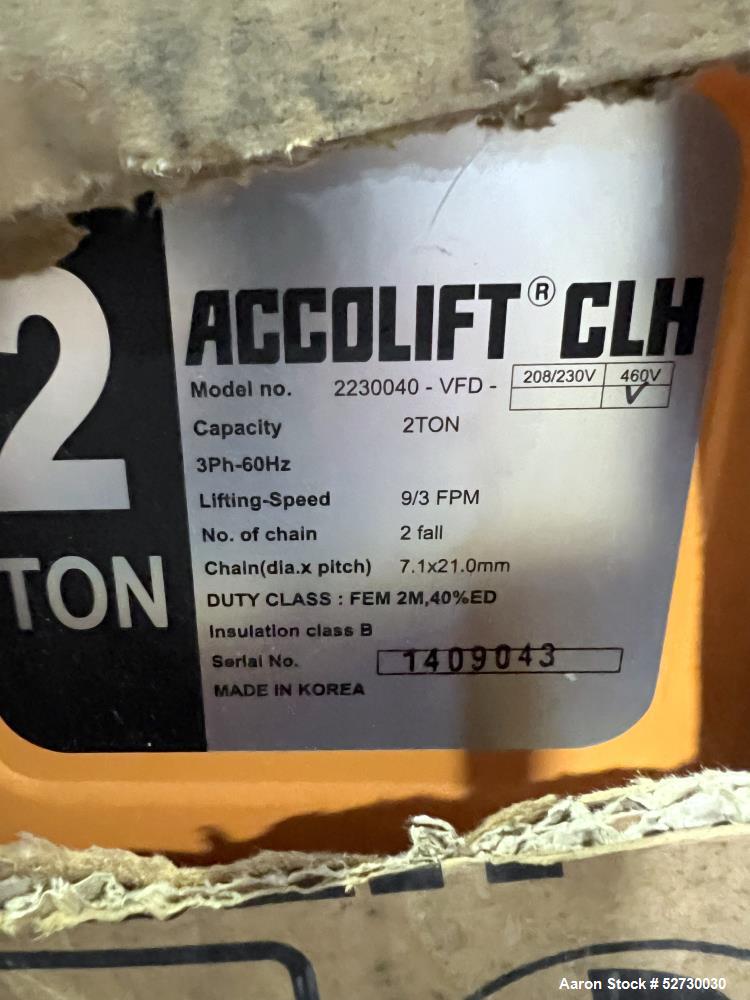 2
TON
ACCOLIFT® CLH
Model no. 2230040 - VFD - 208/230V 460V
V
Capacity 2TON
3Ph-60Hz
Lifting-Speed 9/3 FPM
No. of chain 2 fall
Chain(dia.x pitch) 7.1x21.0mm
DUTY CLASS : FEM 2M,40%ED
Insulation class B
Serial No. 1409043
MADE IN KOREA
Aaron Stock # 52730030